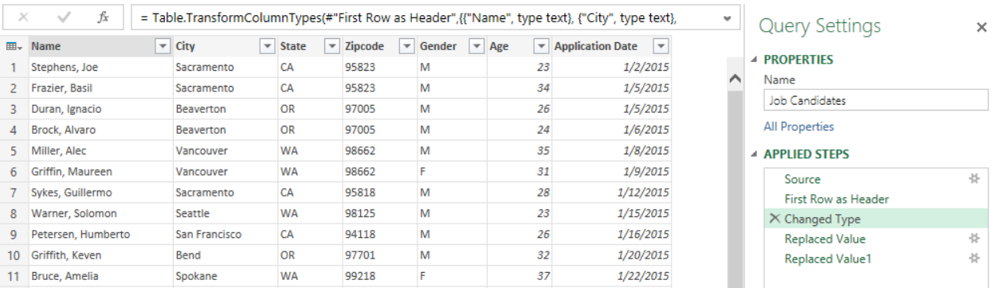 fx = Table.TransformColumnTypes(#"First Row as Header",{{"Name", type text}, {"City", type text},
Name City State Zipcode Gender Age Application Date
1 Stephens, Joe Sacramento CA 95823 M 23 1/2/2015
2 Frazier, Basil Sacramento CA 95823 M 34 1/5/2015
3 Duran, Ignacio Beaverton OR 97005 M 26 1/5/2015
4 Brock, Alvaro Beaverton OR 97005 M 24 1/6/2015
5 Miller, Alec Vancouver WA 98662 M 35 1/8/2015
6 Griffin, Maureen Vancouver WA 98662 F 31 1/9/2015
7 Sykes, Guillermo Sacramento CA 95818 M 28 1/12/2015
8 Warner, Solomon Seattle WA 98125 M 23 1/15/2015
9 Petersen, Humberto San Francisco CA 94118 M 26 1/16/2015
10 Griffith, Keven Bend OR 97701 M 32 1/20/2015
11 Bruce, Amelia Spokane WA 99218 F 37 1/22/2015
Query Settings
PROPERTIES
Name
Job Candidates
All Properties
APPLIED STEPS
Source
First Row as Header
Changed Type
Replaced Value
Replaced Value1